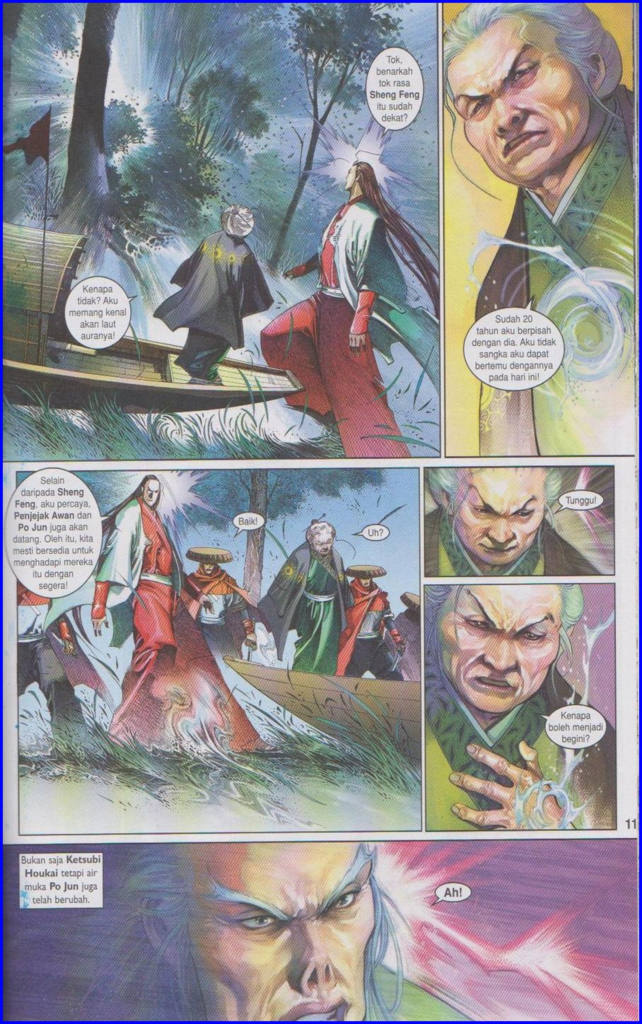 Tok,
benarkah
tok rasa
Sheng Feng
itu sudah
dekat?
Kenapa
tidak? Aku
memang kenal
akan laut
auranya!
Sudah 20
tahun aku berpisah
dengan dia. Aku tidak
sangka aku dapat
bertemu dengannya
pada hari ini!
Selain
daripada Sheng
Feng, aku percaya,
Penjejak Awan dan
Po Jun juga akan
datang. Oleh itu, kita
mesti bersedia untuk
menghadapi mereka
itu dengan
segera!
Baik!
Uh?
Tunggu!
Kenapa
boleh menjadi
begini?
11
Bukan saja Ketsubi
Houkai tetapi air
muka Po Jun juga
telah berubah.
Ah!